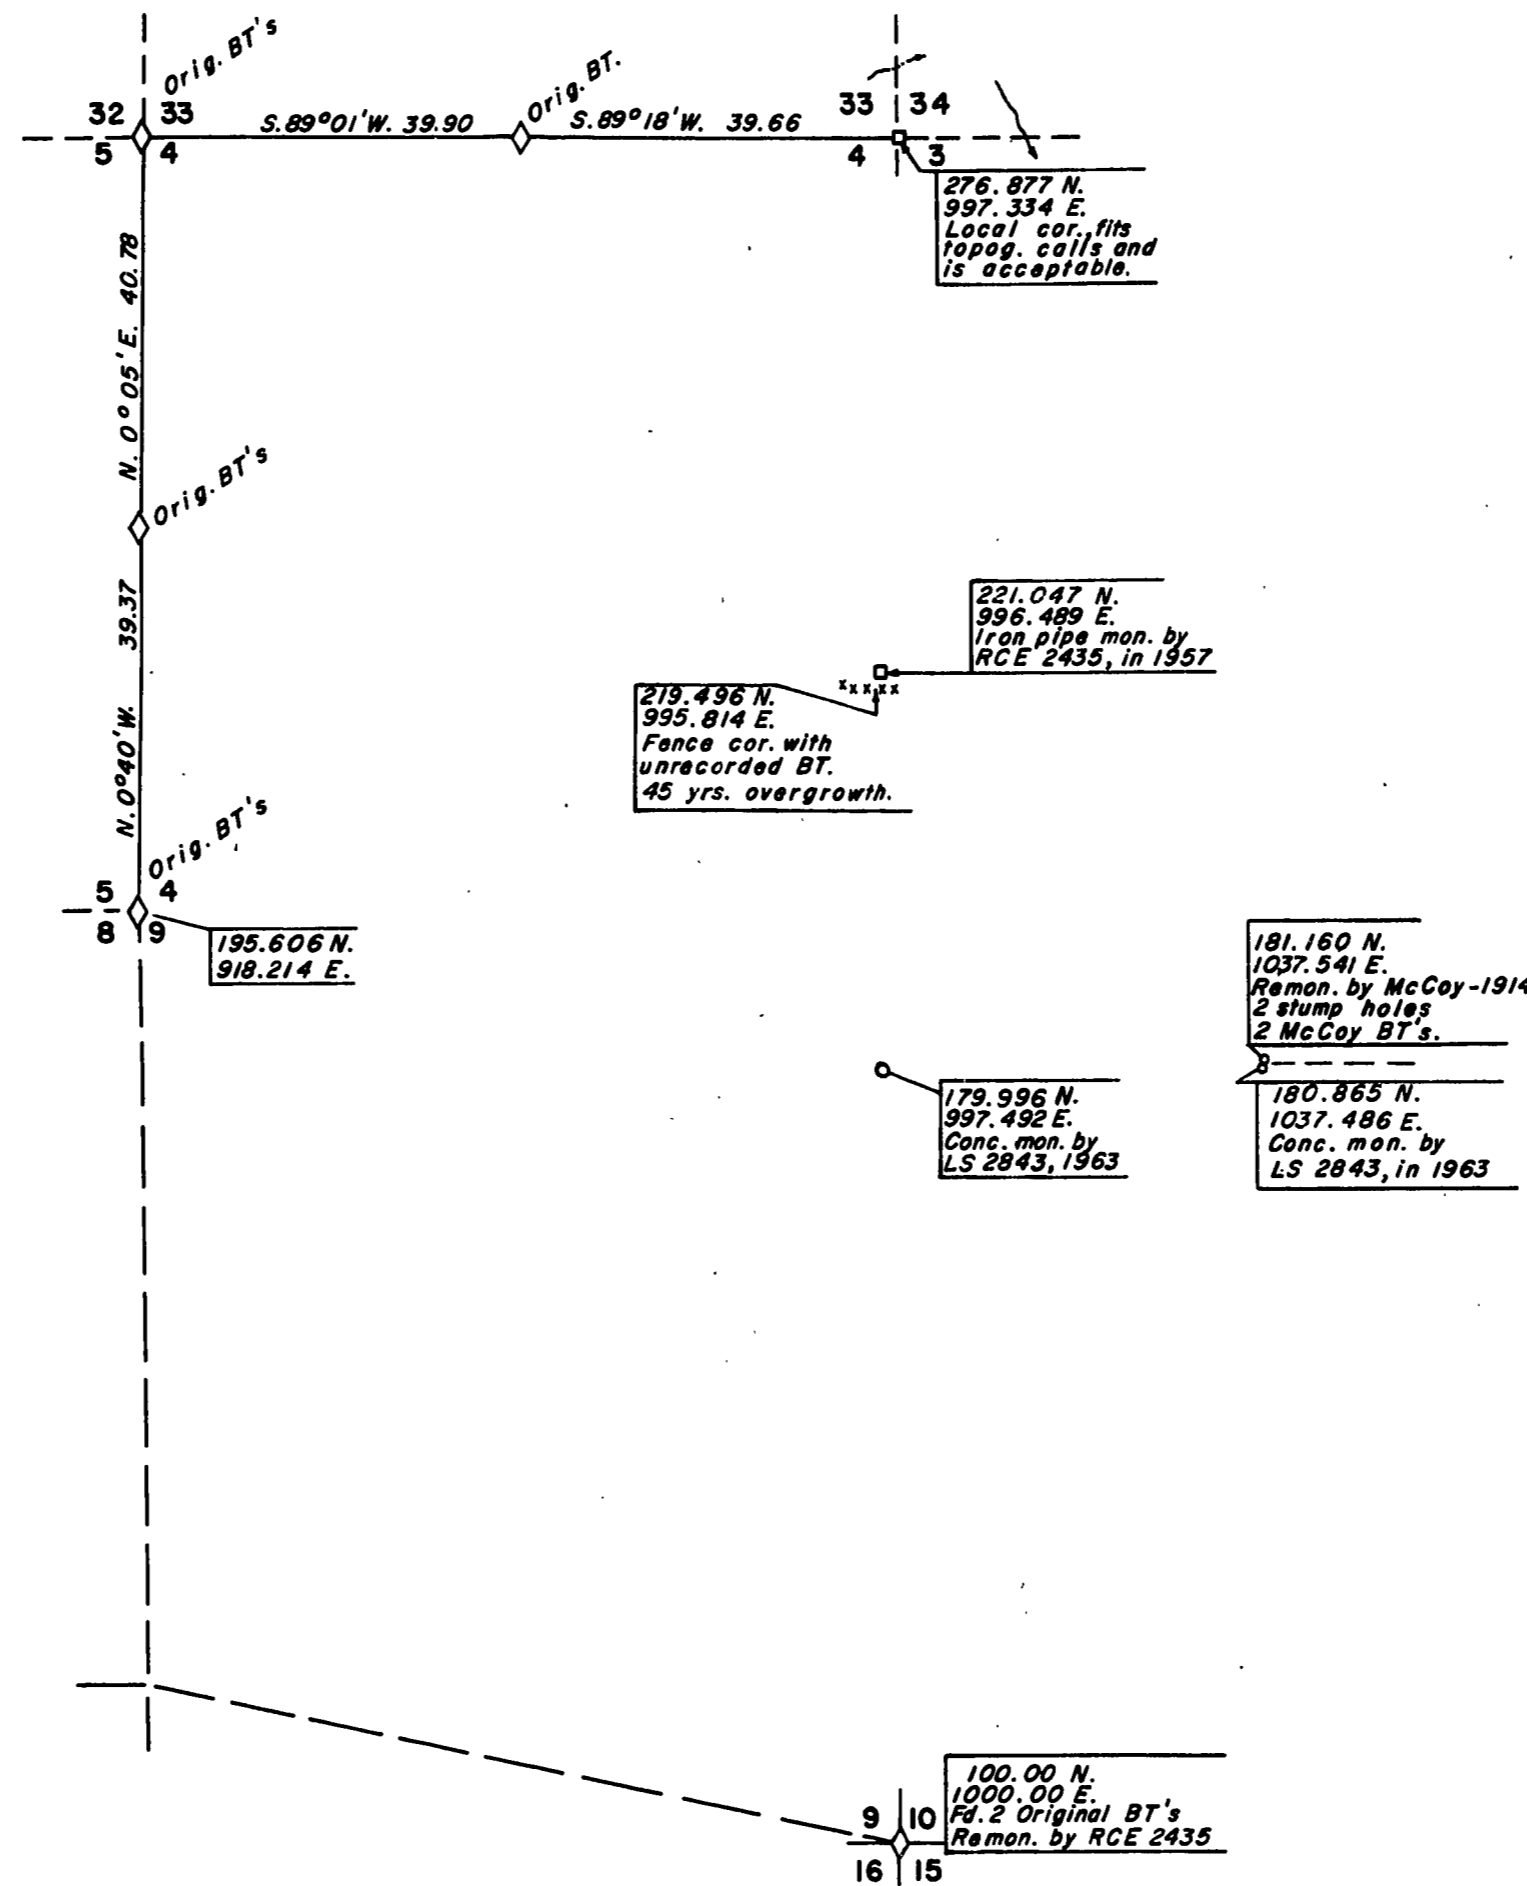 Orig. BT's
Orig. BT.
32 33
5 4
S.89°01'W. 39.90
S.89°18'W. 39.66
33 34
4 3
276.877 N.
997.334 E.
Local cor., fits
topog. calls and
is acceptable.
N. 0°05'E. 40.78
Orig. BT's
N.0°40'W. 39.37
221.047 N.
996.489 E.
Iron pipe mon. by
RCE 2435, in 1957
xxxxx
219.496 N.
995.814 E.
Fence cor. with
unrecorded BT.
45 yrs. overgrowth.
Orig. BT's
5 4
8 9
195.606 N.
918.214 E.
181.160 N.
1037.541 E.
Remon. by McCoy-1914
2 stump holes
2 McCoy BT's.
179.996 N.
997.492 E.
Conc. mon. by
LS 2843, 1963
180.865 N.
1037.486 E.
Conc. mon. by
LS 2843, in 1963
100.00 N.
1000.00 E.
Fd. 2 Original BT's
Remon. by RCE 2435
9 10
16 15